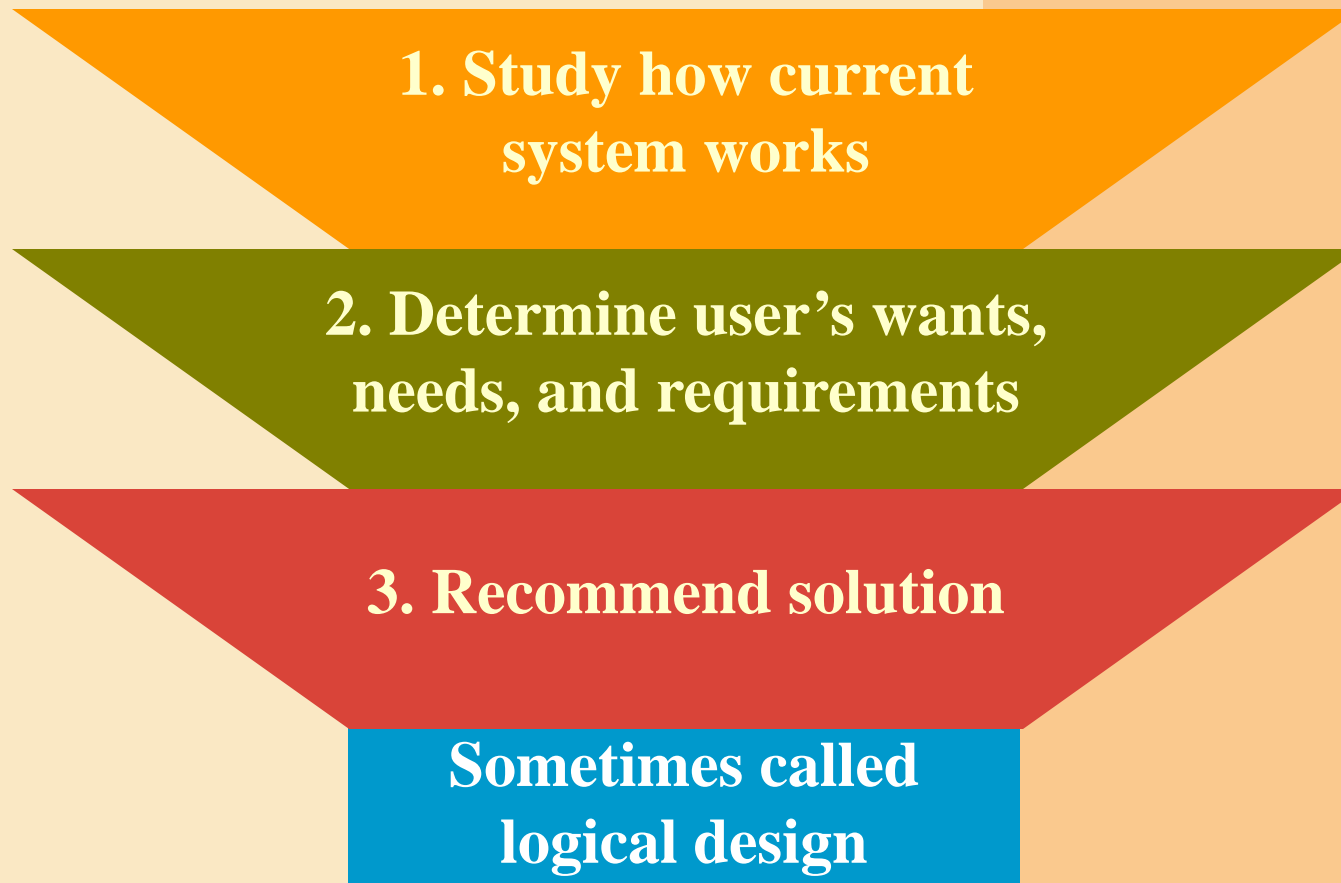 1. Study how current
system works
2. Determine user’s wants,
needs, and requirements
3. Recommend solution
Sometimes called
logical design